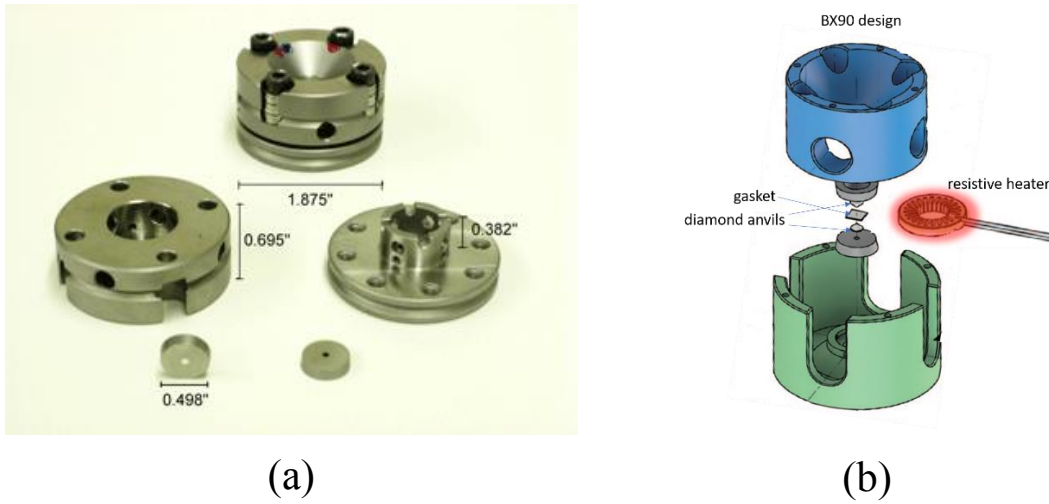 1.875"
0.695"
0.382"
0.498"
(a)
BX90 design
gasket
diamond anvils
resistive heater
(b)